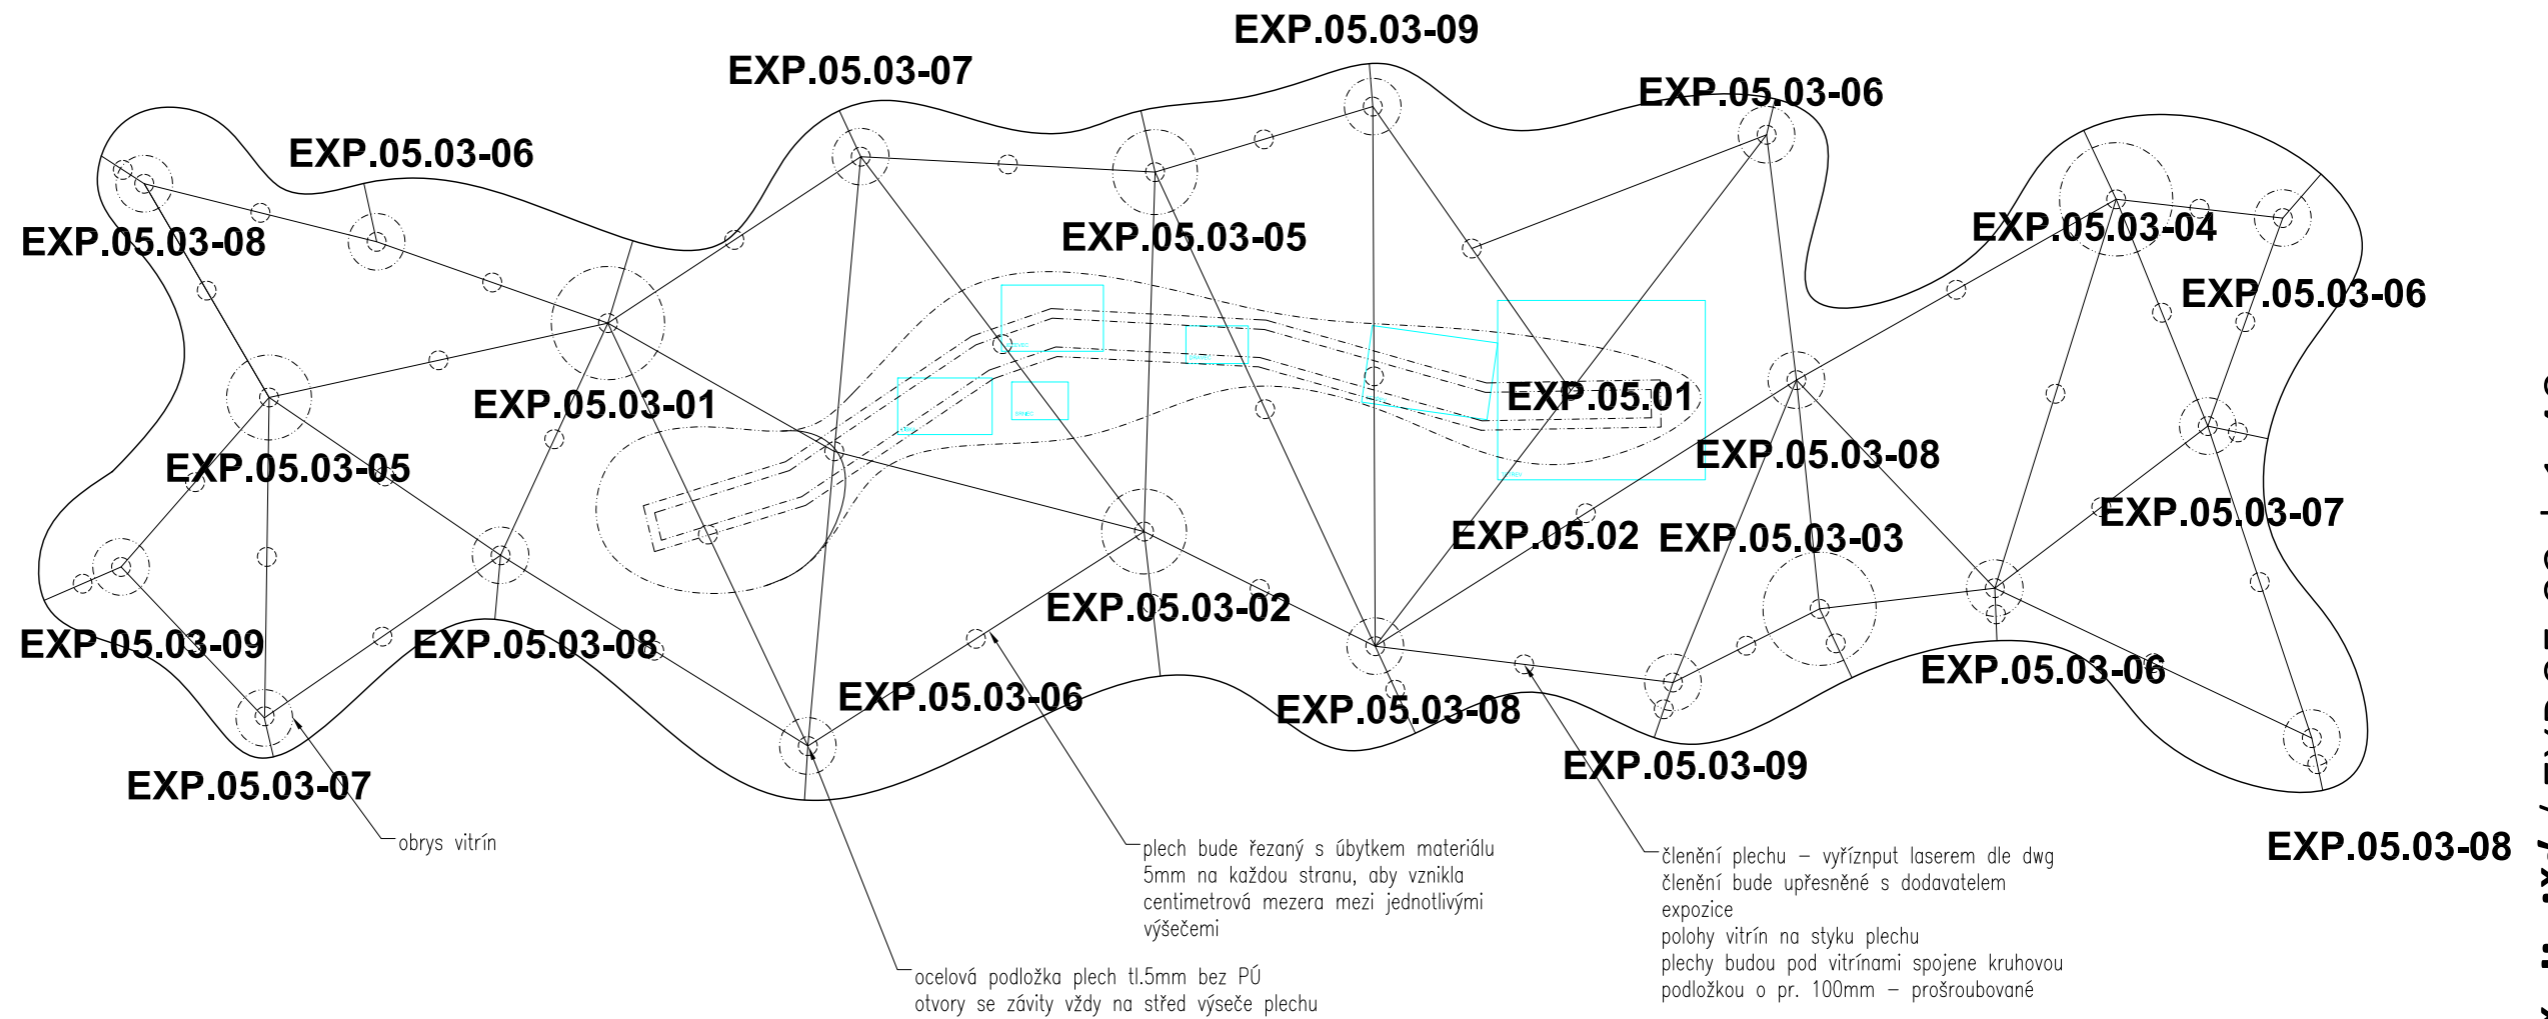 EXP.05.03-09
EXP.05.03-07
EXP.05.03-06
EXP.05.03-06
EXP.05.03-08
EXP.05.03-05
EXP.05.03-04
EXP.05.03-06
EXP.05.03-01
EXP.05.01
EXP.05.03-08
EXP.05.03-05
EXP.05.03-07
EXP.05.02
EXP.05.03-03
EXP.05.03-02
EXP.05.03-09
EXP.05.03-08
EXP.05.03-06
EXP.05.03-06
EXP.05.03-08
EXP.05.03-09
EXP.05.03-07
EXP.05.03-08
obrys vitrín
plech bude řezaný s úbytkem materiálu
5mm na každou stranu, aby vznikla
centimetrová mezera mezi jednotlivými
výšečemi
členění plechu – vyříznput laserem dle dwg
členění bude upřesněné s dodavatelem
expozice
polohy vitrín na styku plechu
plechy budou pod vitrínami spojene kruhovou
podložkou o pr. 100mm – prošroubované
ocelová podložka plech tl.5mm bez PÚ
otvory se závity vždy na střed výseče plechu